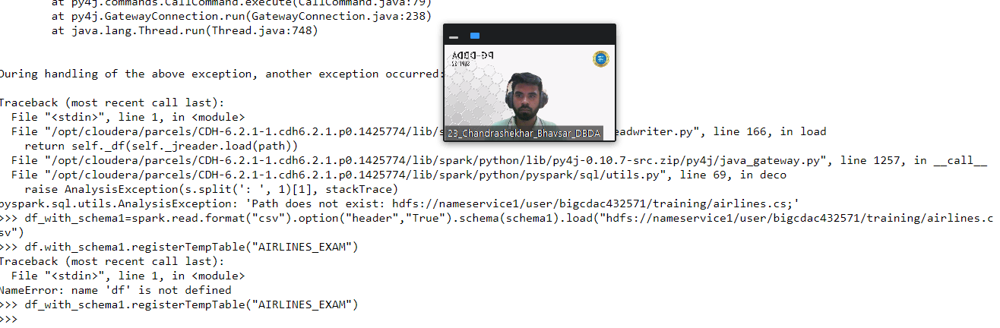 at py4j.commands.CallCommand.execute(CallCommand.java:79)
at py4j.GatewayConnection.run(GatewayConnection.java:238)
at java.lang.Thread.run(Thread.java:748)
During handling of the above exception, another exception occurred:
PG-DBDA
SEPT 22
23_Chandrashekhar_Bhavsar_DBDA
Traceback (most recent call last):
File "<stdin>", line 1, in <module>
File "/opt/cloudera/parcels/CDH-6.2.1-1.cdh6.2.1.p0.1425774/lib/s eadwriter.py", line 166, in load
return self._df(self._jreader.load(path))
File "/opt/cloudera/parcels/CDH-6.2.1-1.cdh6.2.1.p0.1425774/lib/spark/python/lib/py4j-0.10.7-src.zip/py4j/java_gateway.py", line 1257, in __call__
File "/opt/cloudera/parcels/CDH-6.2.1-1.cdh6.2.1.p0.1425774/lib/spark/python/pyspark/sql/utils.py", line 69, in deco
raise AnalysisException(s.split(': ', 1)[1], stackTrace)
pyspark.sql.utils.AnalysisException: 'Path does not exist: hdfs://nameservice1/user/bigcdac432571/training/airlines.cs;'
>>> df_with_schema1=spark.read.format("csv").option("header","True").schema(schema1).load("hdfs://nameservice1/user/bigcdac432571/training/airlines.c
sv")
>>> df.with_schema1.registerTempTable("AIRLINES_EXAM")
Traceback (most recent call last):
File "<stdin>", line 1, in <module>
NameError: name 'df' is not defined
>>> df_with_schema1.registerTempTable("AIRLINES_EXAM")
>>>